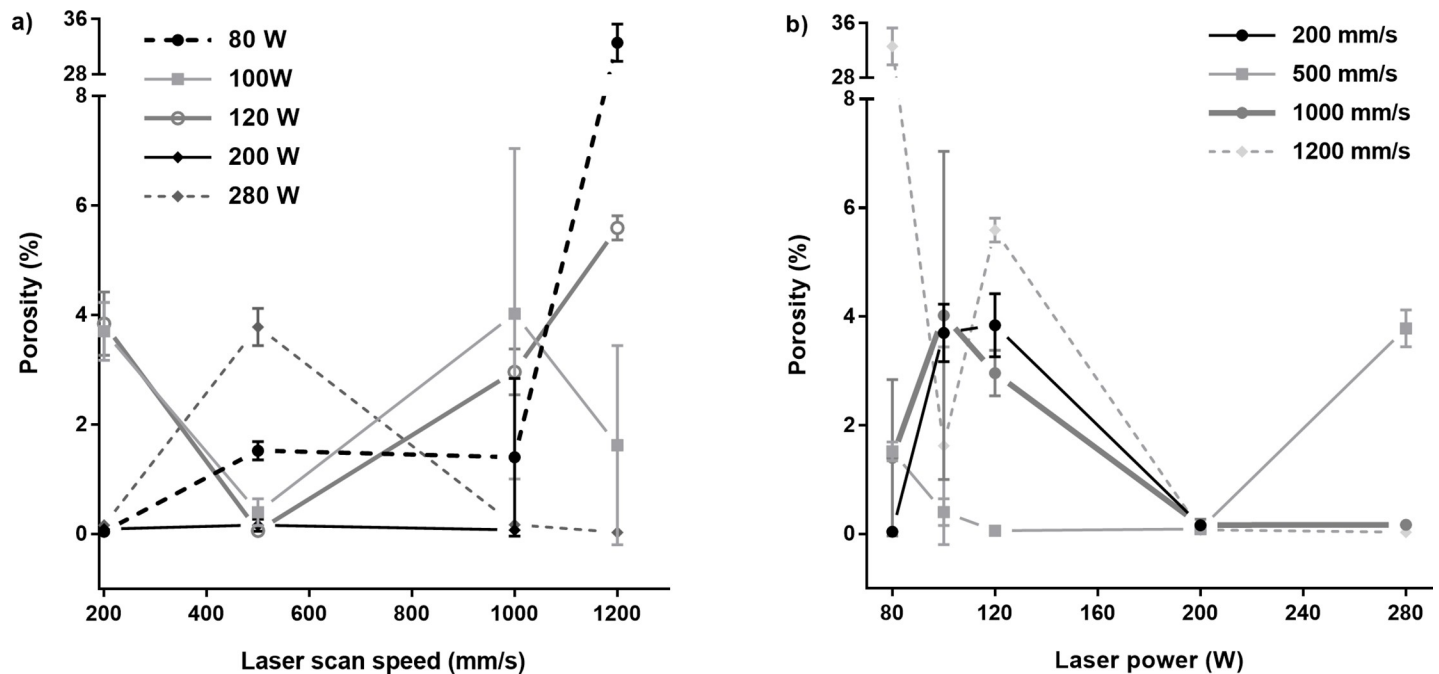 a)
36
28
8
6
4
2
0
Porosity (%)
80 W
100W
120 W
200 W
280 W
200 400 600 800 1000 1200
Laser scan speed (mm/s)
b)
36
28
8
6
4
2
0
Porosity (%)
200 mm/s
500 mm/s
1000 mm/s
1200 mm/s
80 120 160 200 240 280
Laser power (W)